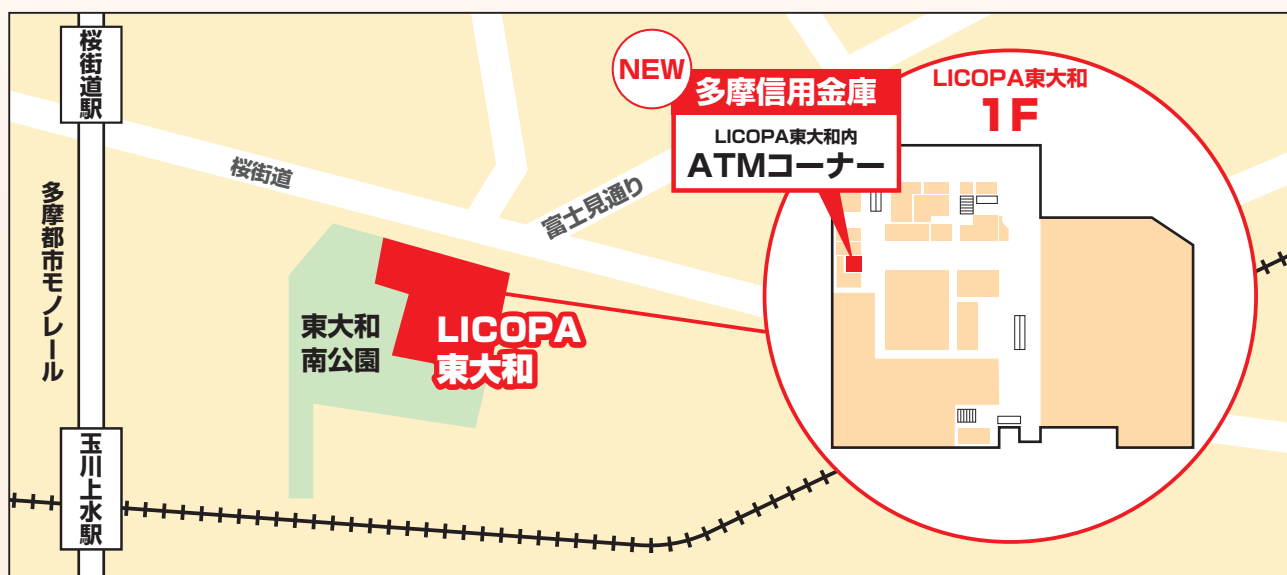 桜街道駅
多摩都市モノレール
玉川上水駅
桜街道
富士見通り
東大和
南公園
LICOPA
東大和
NEW
多摩信用金庫
LICOPA東大和内
ATMコーナー
LICOPA東大和
1F